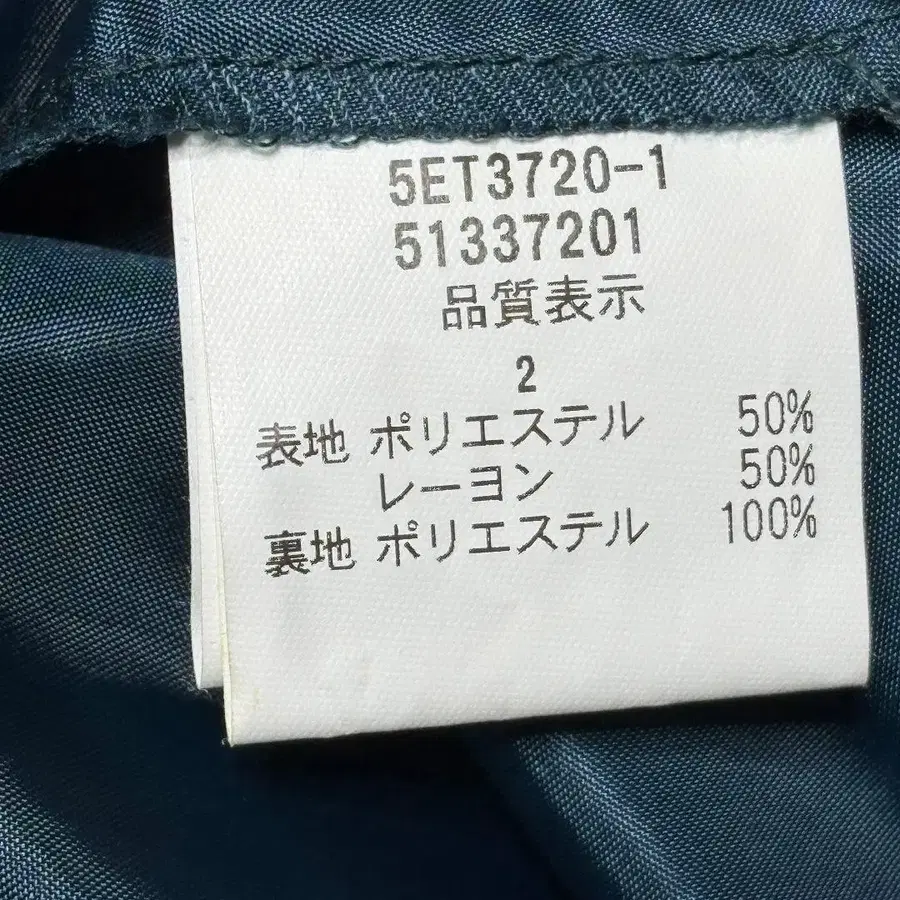 5ET3720-1
51337201
品質表示
2
表地 ポリエステル 50%
レーヨン 50%
裏地 ポリエステル 100%